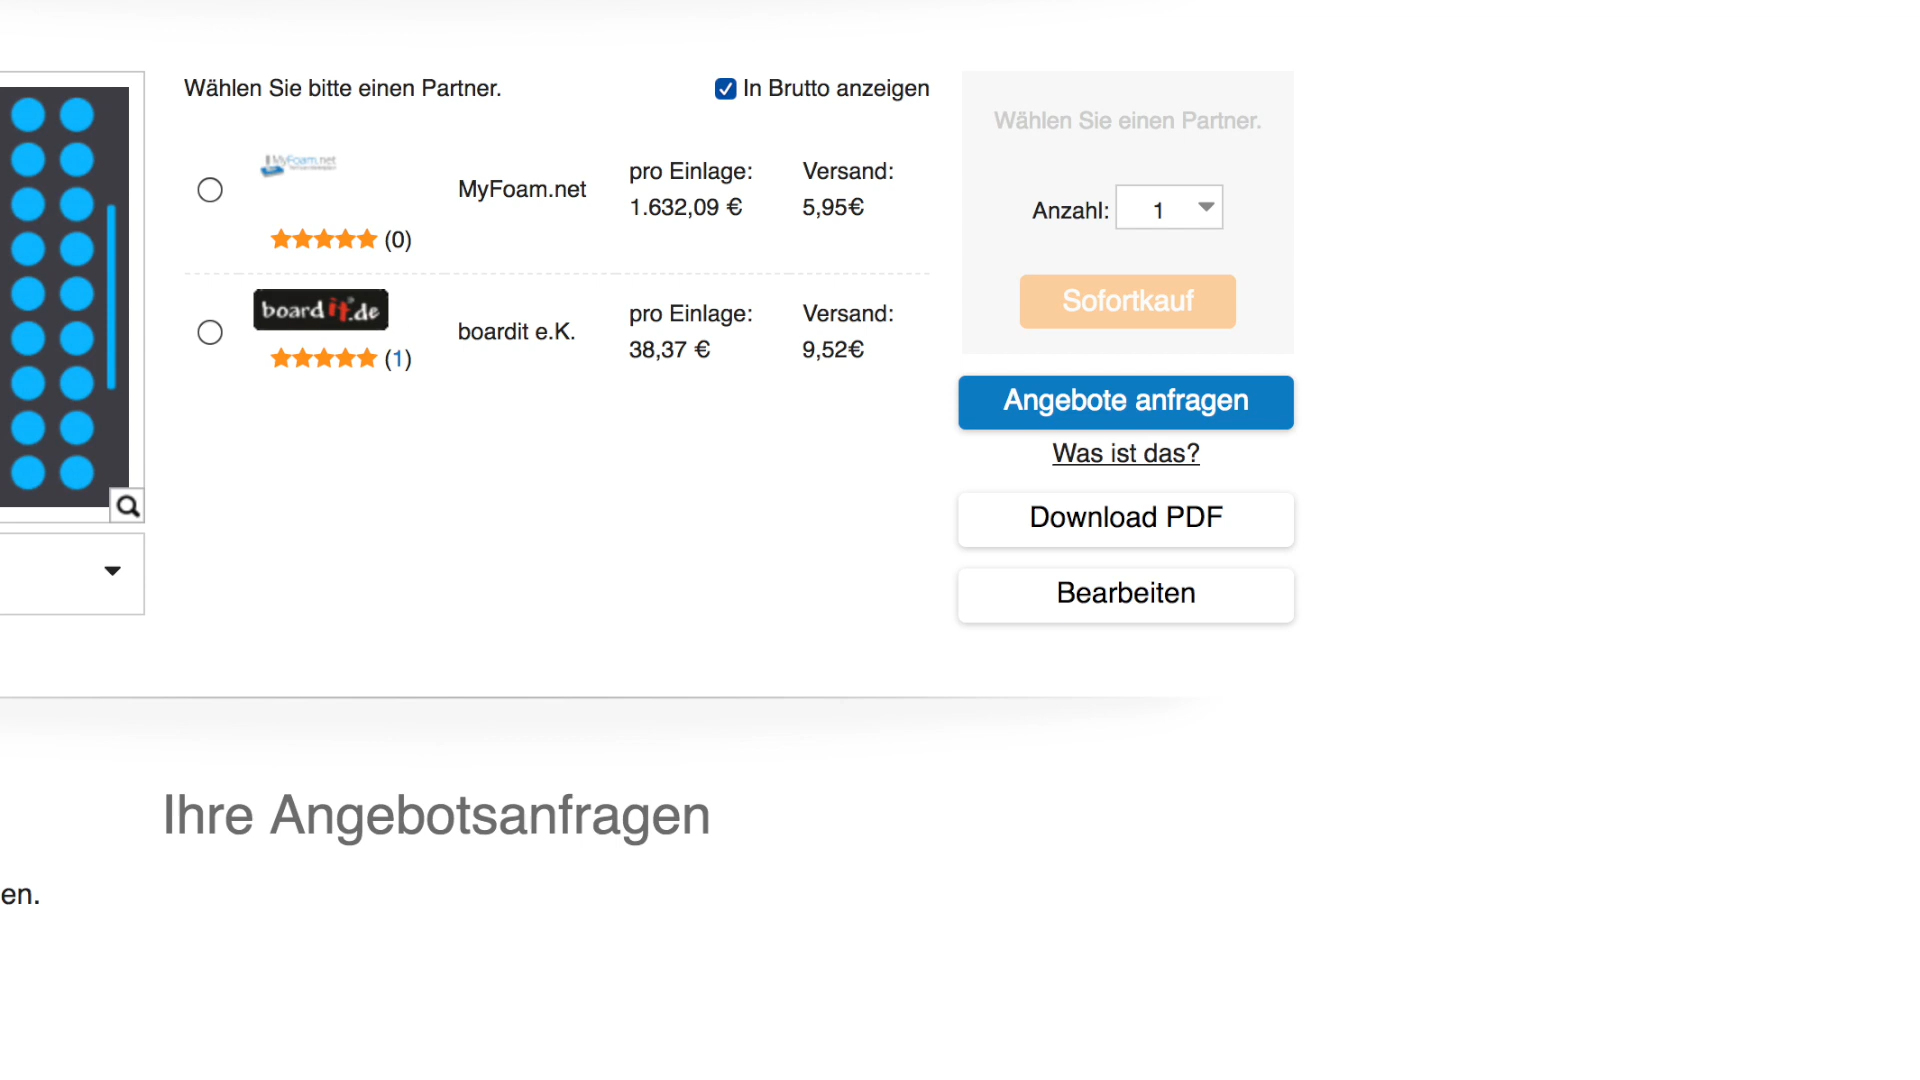 Wählen Sie bitte einen Partner.
In Brutto anzeigen
MyFoam.net
(0)
MyFoam.net
pro Einlage:
1.632,09 €
Versand:
5,95€
boardit.de
(1)
boardit e.K.
pro Einlage:
38,37 €
Versand:
9,52€
Wählen Sie einen Partner.
Anzahl: 1
Sofortkauf
Angebote anfragen
Was ist das?
Download PDF
Bearbeiten
Ihre Angebotsanfragen
en.